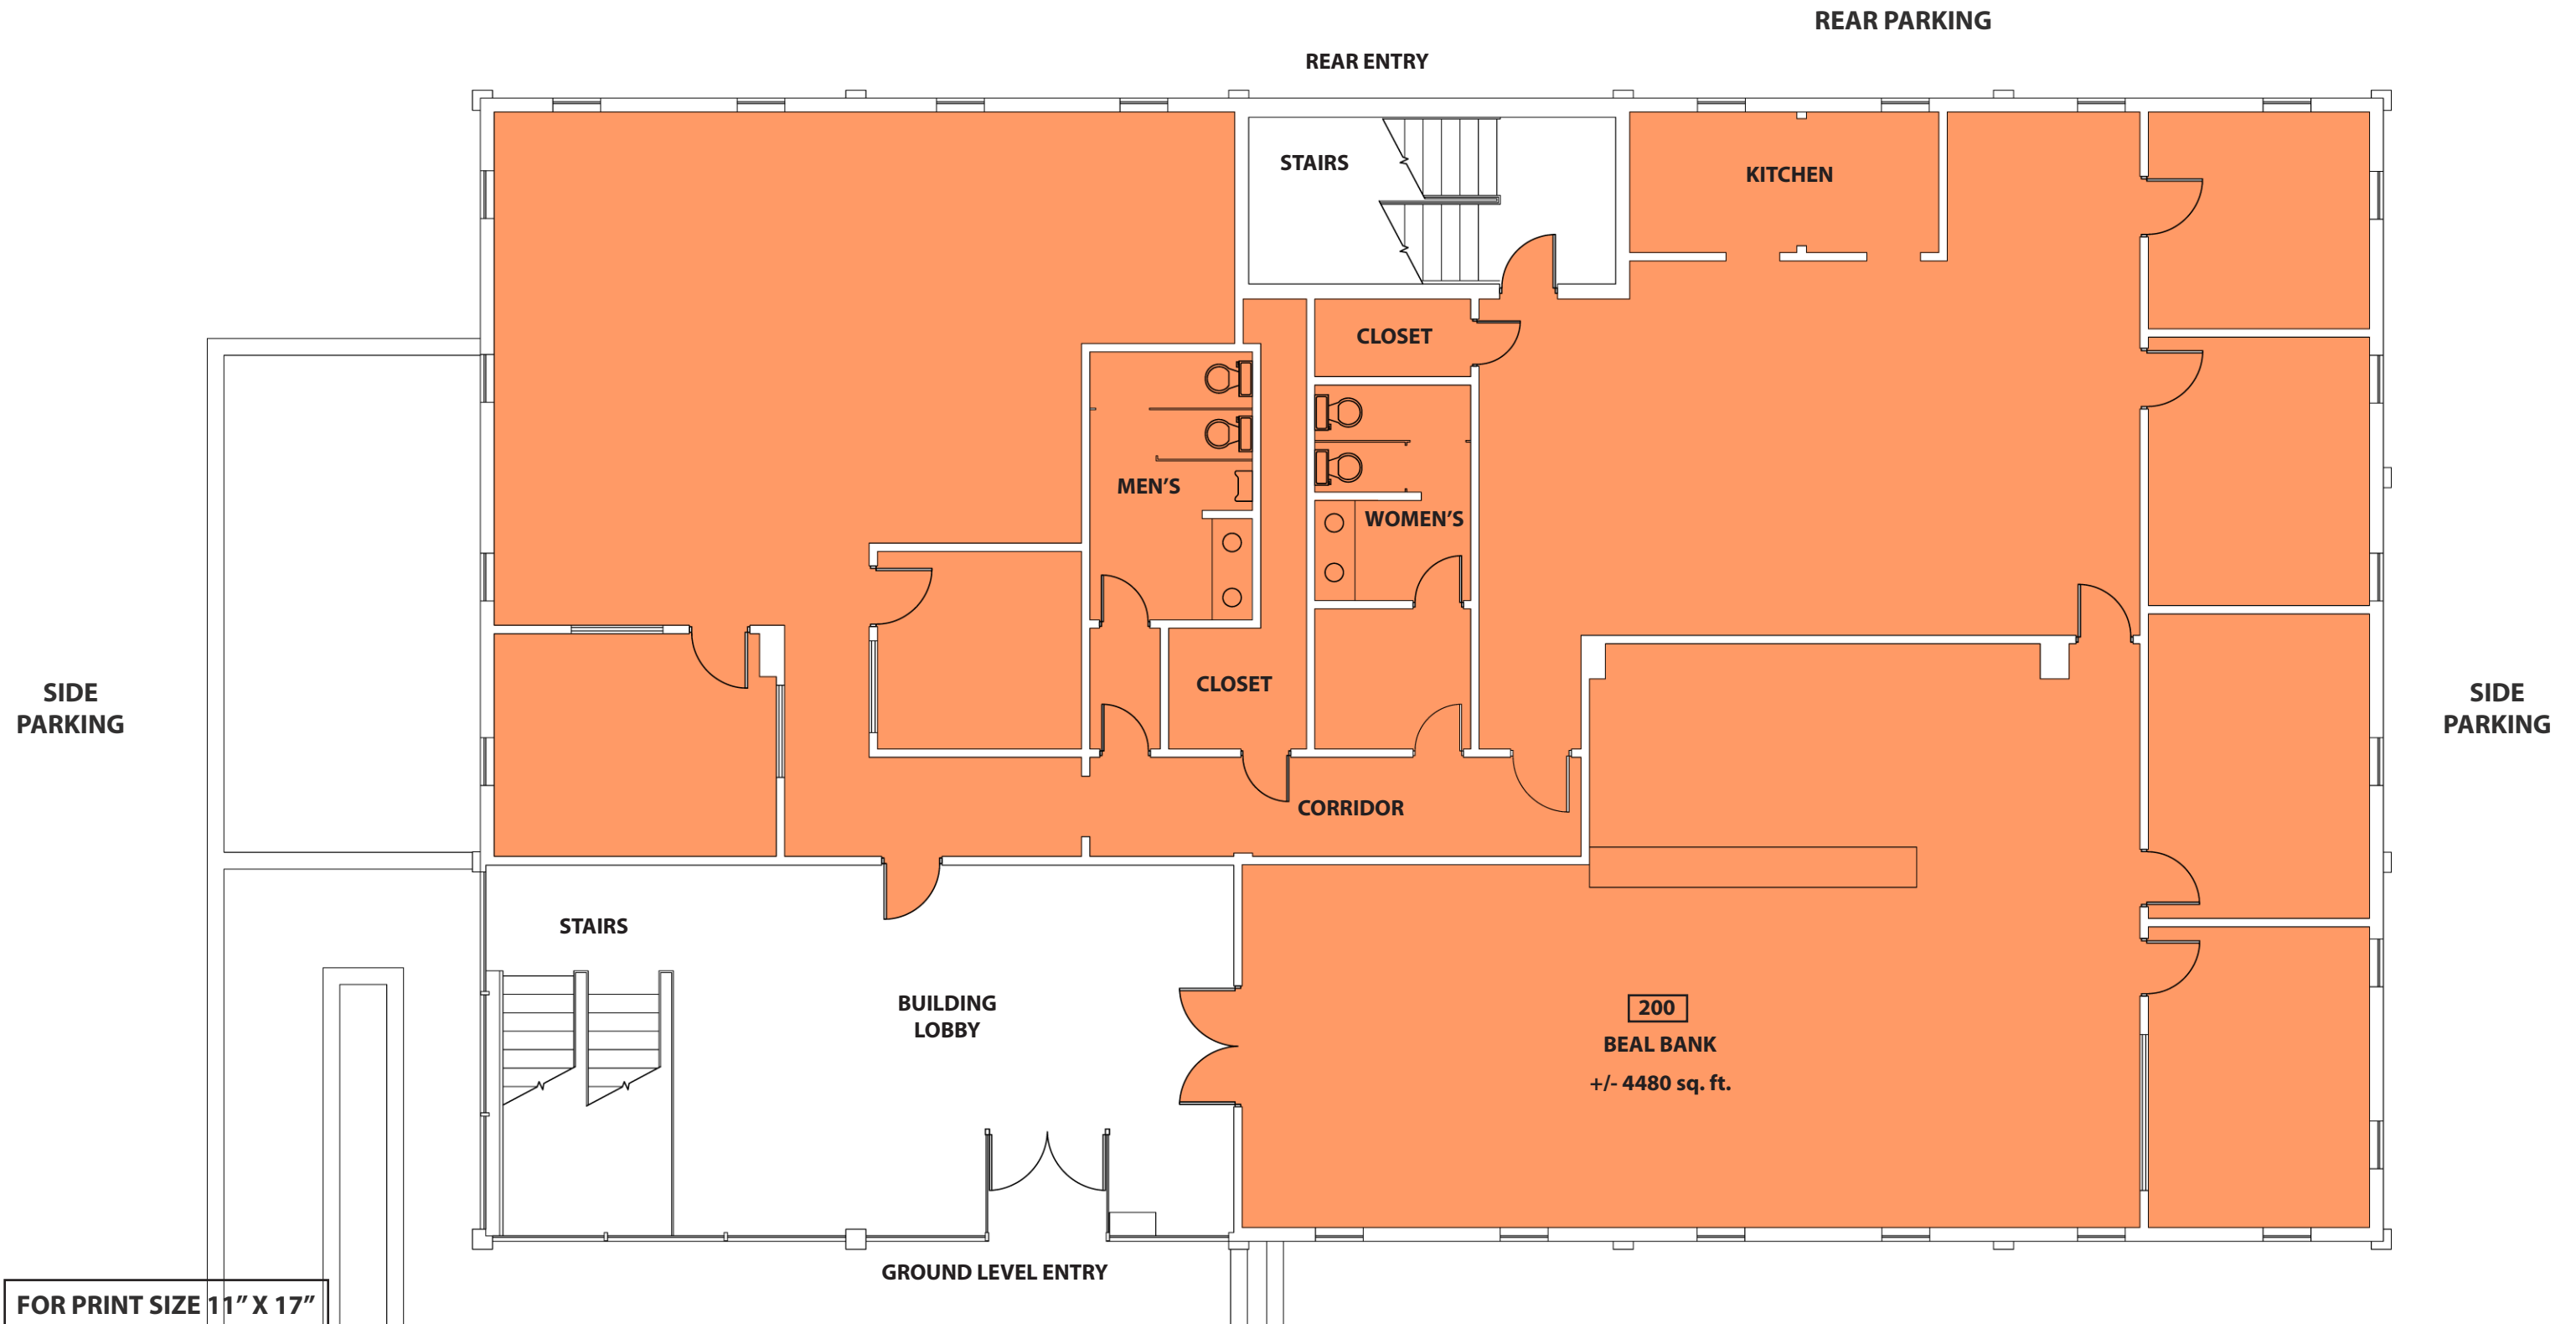 REAR PARKING
REAR ENTRY
STAIRS
KITCHEN
CLOSET
MEN’S
WOMEN’S
SIDE
PARKING
CLOSET
SIDE
PARKING
CORRIDOR
STAIRS
BUILDING
LOBBY
200
BEAL BANK
+/- 4480 sq. ft.
GROUND LEVEL ENTRY
FOR PRINT SIZE 11” X 17”